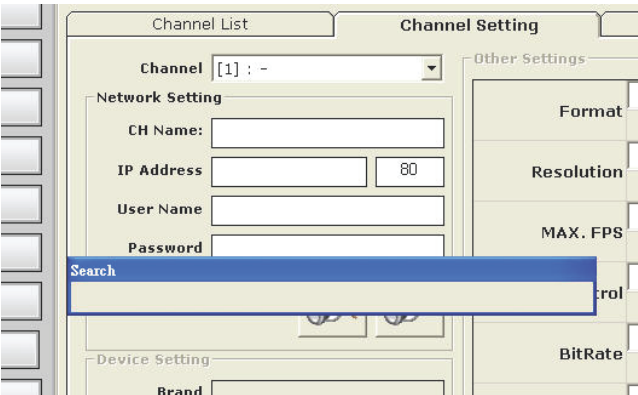 Channel List
Channel Setting
Channel
[1] : -
Network Setting
CH Name:
IP Address
80
User Name
Password
Search
Device Setting
Brand
Other Settings
Format
Resolution
MAX. FPS
BitRate